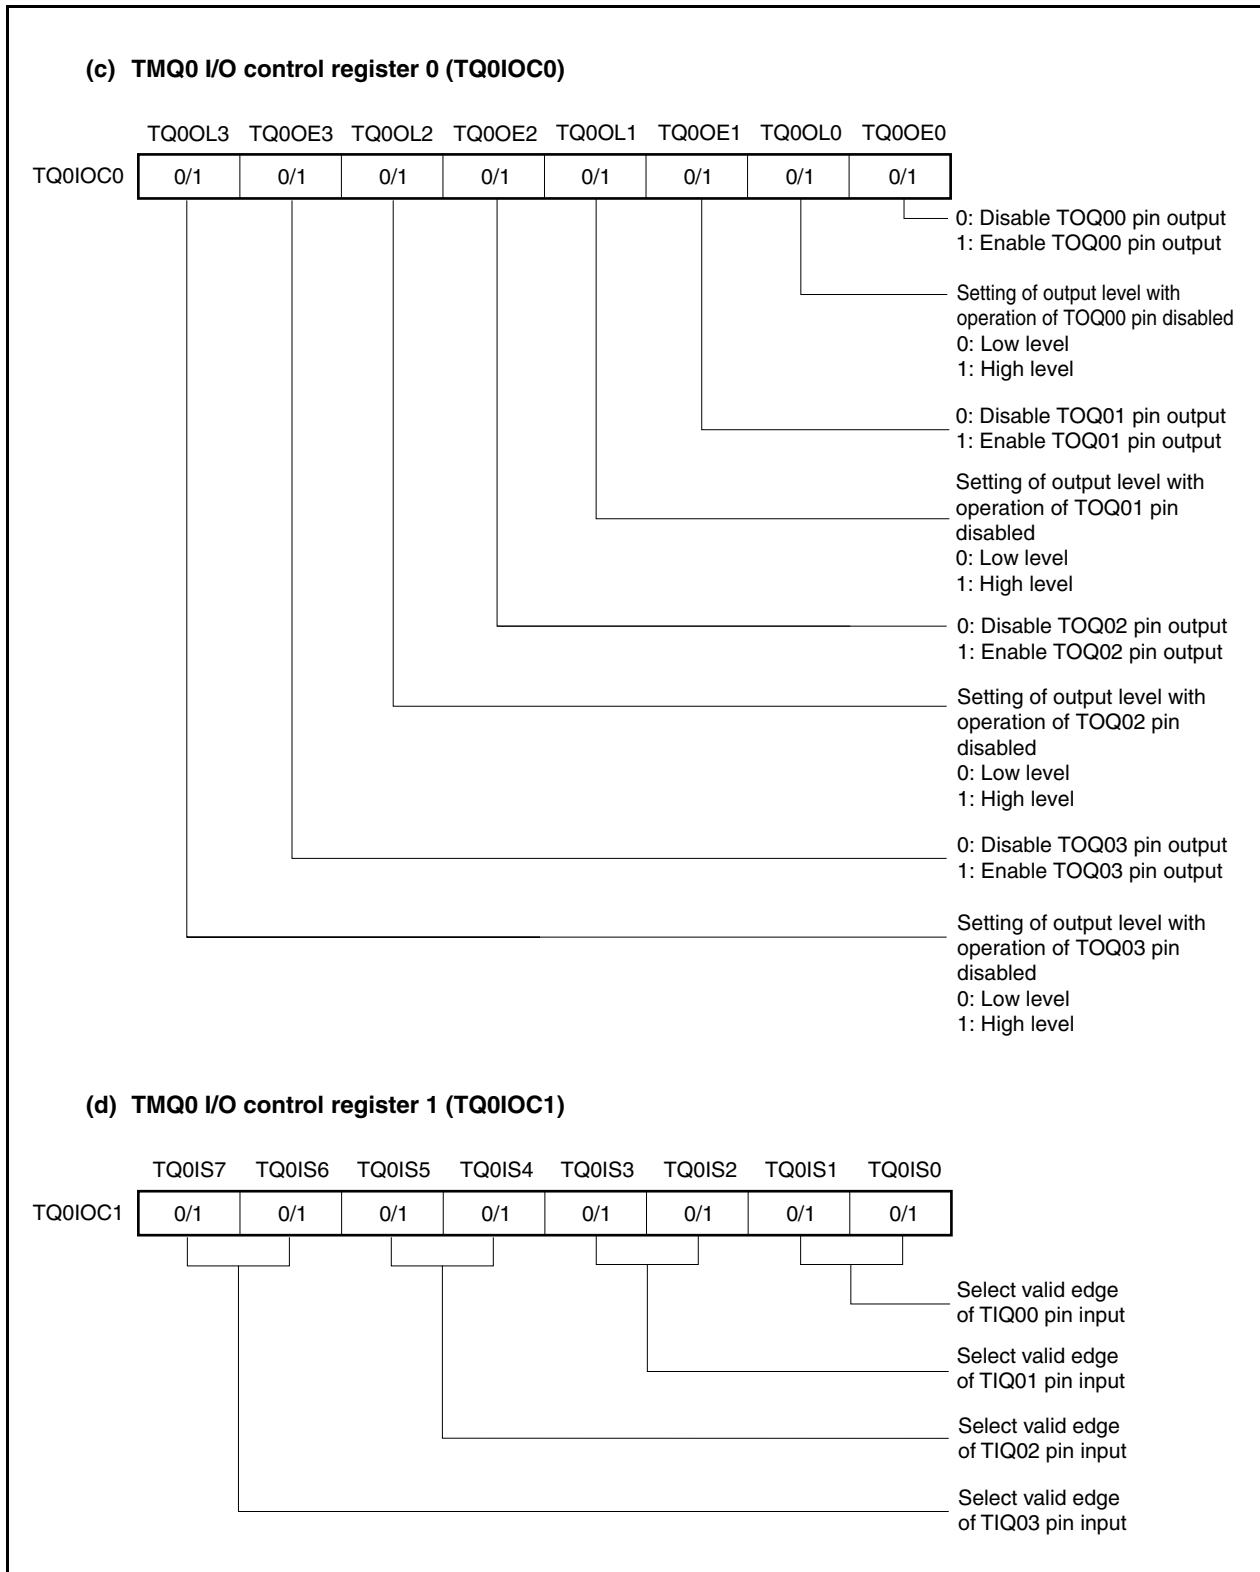 (c) TMQ0 I/O control register 0 (TQ0IOC0)
TQ0OL3 TQ0OE3 TQ0OL2 TQ0OE2 TQ0OL1 TQ0OE1 TQ0OL0 TQ0OE0
TQ0IOC0 0/1 0/1 0/1 0/1 0/1 0/1 0/1 0/1
0: Disable TOQ00 pin output
1: Enable TOQ00 pin output
Setting of output level with
operation of TOQ00 pin disabled
0: Low level
1: High level
0: Disable TOQ01 pin output
1: Enable TOQ01 pin output
Setting of output level with
operation of TOQ01 pin
disabled
0: Low level
1: High level
0: Disable TOQ02 pin output
1: Enable TOQ02 pin output
Setting of output level with
operation of TOQ02 pin
disabled
0: Low level
1: High level
0: Disable TOQ03 pin output
1: Enable TOQ03 pin output
Setting of output level with
operation of TOQ03 pin
disabled
0: Low level
1: High level
(d) TMQ0 I/O control register 1 (TQ0IOC1)
TQ0IS7 TQ0IS6 TQ0IS5 TQ0IS4 TQ0IS3 TQ0IS2 TQ0IS1 TQ0IS0
TQ0IOC1 0/1 0/1 0/1 0/1 0/1 0/1 0/1 0/1
Select valid edge
of TIQ00 pin input
Select valid edge
of TIQ01 pin input
Select valid edge
of TIQ02 pin input
Select valid edge
of TIQ03 pin input